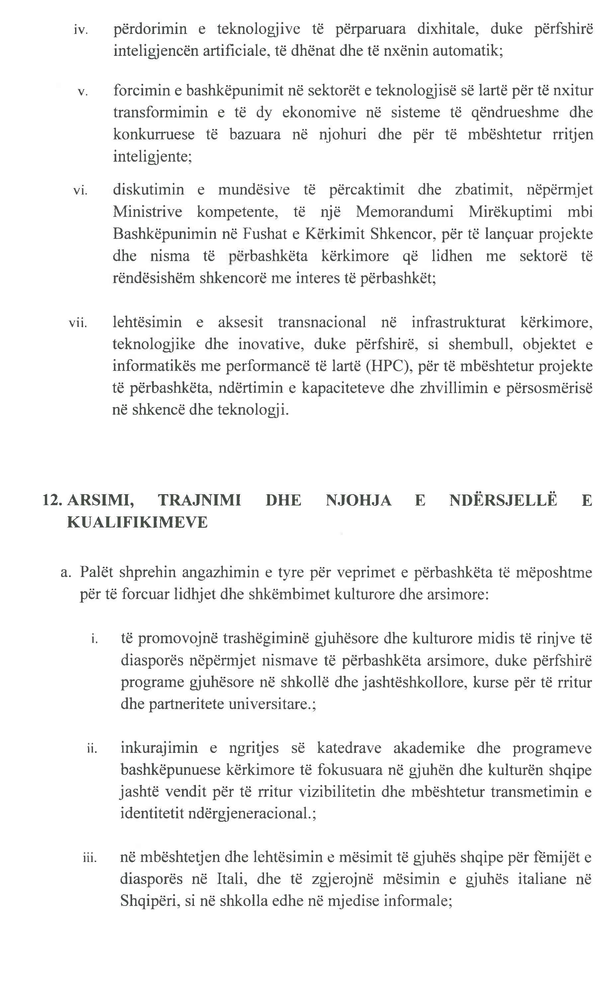 iv. përdorimin e teknologjive të përparuara dixhitale, duke përfshirë
inteligjencën artificiale, të dhënat dhe të nxënin automatik;
v. forcimin e bashkëpunimit në sektorët e teknologjisë së lartë për të nxitur
transformimin e të dy ekonomive në sisteme të qëndrueshme dhe
konkurruese të bazuara në njohuri dhe për të mbështetur rritjen
inteligjente;
vi. diskutimin e mundësive të përcaktimit dhe zbatimit, nëpërmjet
Ministrive kompetente, të një Memorandumi Mirëkuptimi mbi
Bashkëpunimin në Fushat e Kërkimit Shkencor, për të lançuar projekte
dhe nisma të përbashkëta kërkimore që lidhen me sektorë të
rëndësishëm shkencorë me interes të përbashkët;
vii. lehtësimin e aksesit transnacional në infrastrukturat kërkimore,
teknologjike dhe inovative, duke përfshirë, si shembull, objektet e
informatikës me performancë të lartë (HPC), për të mbështetur projekte
të përbashkëta, ndërtimin e kapaciteteve dhe zhvillimin e përsosmërisë
në shkencë dhe teknologji.
12. ARSIMI, TRAJNIMI DHE NJOHJA E NDËRSJELLË E
KUALIFIKIMEVE
a. Palët shprehin angazhimin e tyre për veprimet e përbashkëta të mëposhtme
për të forcuar lidhjet dhe shkëmbimet kulturore dhe arsimore:
i. të promovojnë trashëgiminë gjuhësore dhe kulturore midis të rinjve të
diasporës nëpërmjet nismave të përbashkëta arsimore, duke përfshirë
programe gjuhësore në shkollë dhe jashtëshkollore, kurse për të rritur
dhe partneritete universitare.;
ii. inkurajimin e ngritjes së katedrave akademike dhe programeve
bashkëpunuese kërkimore të fokusuara në gjuhën dhe kulturën shqipe
jashtë vendit për të rritur vizibilitetin dhe mbështetur transmetimin e
identitetit ndërgjeneracional.;
iii. në mbështetjen dhe lehtësimin e mësimit të gjuhës shqipe për fëmijët e
diasporës në Itali, dhe të zgjerojnë mësimin e gjuhës italiane në
Shqipëri, si në shkolla edhe në mjedise informale;